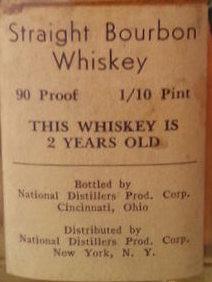 Straight Bourbon
Whiskey
90 Proof 1/10 Pint
THIS WHISKEY IS
2 YEARS OLD
Bottled by
National Distillers Prod. Corp.
Cincinnati, Ohio
Distributed by
National Distillers Prod. Corp.
New York, N. Y.